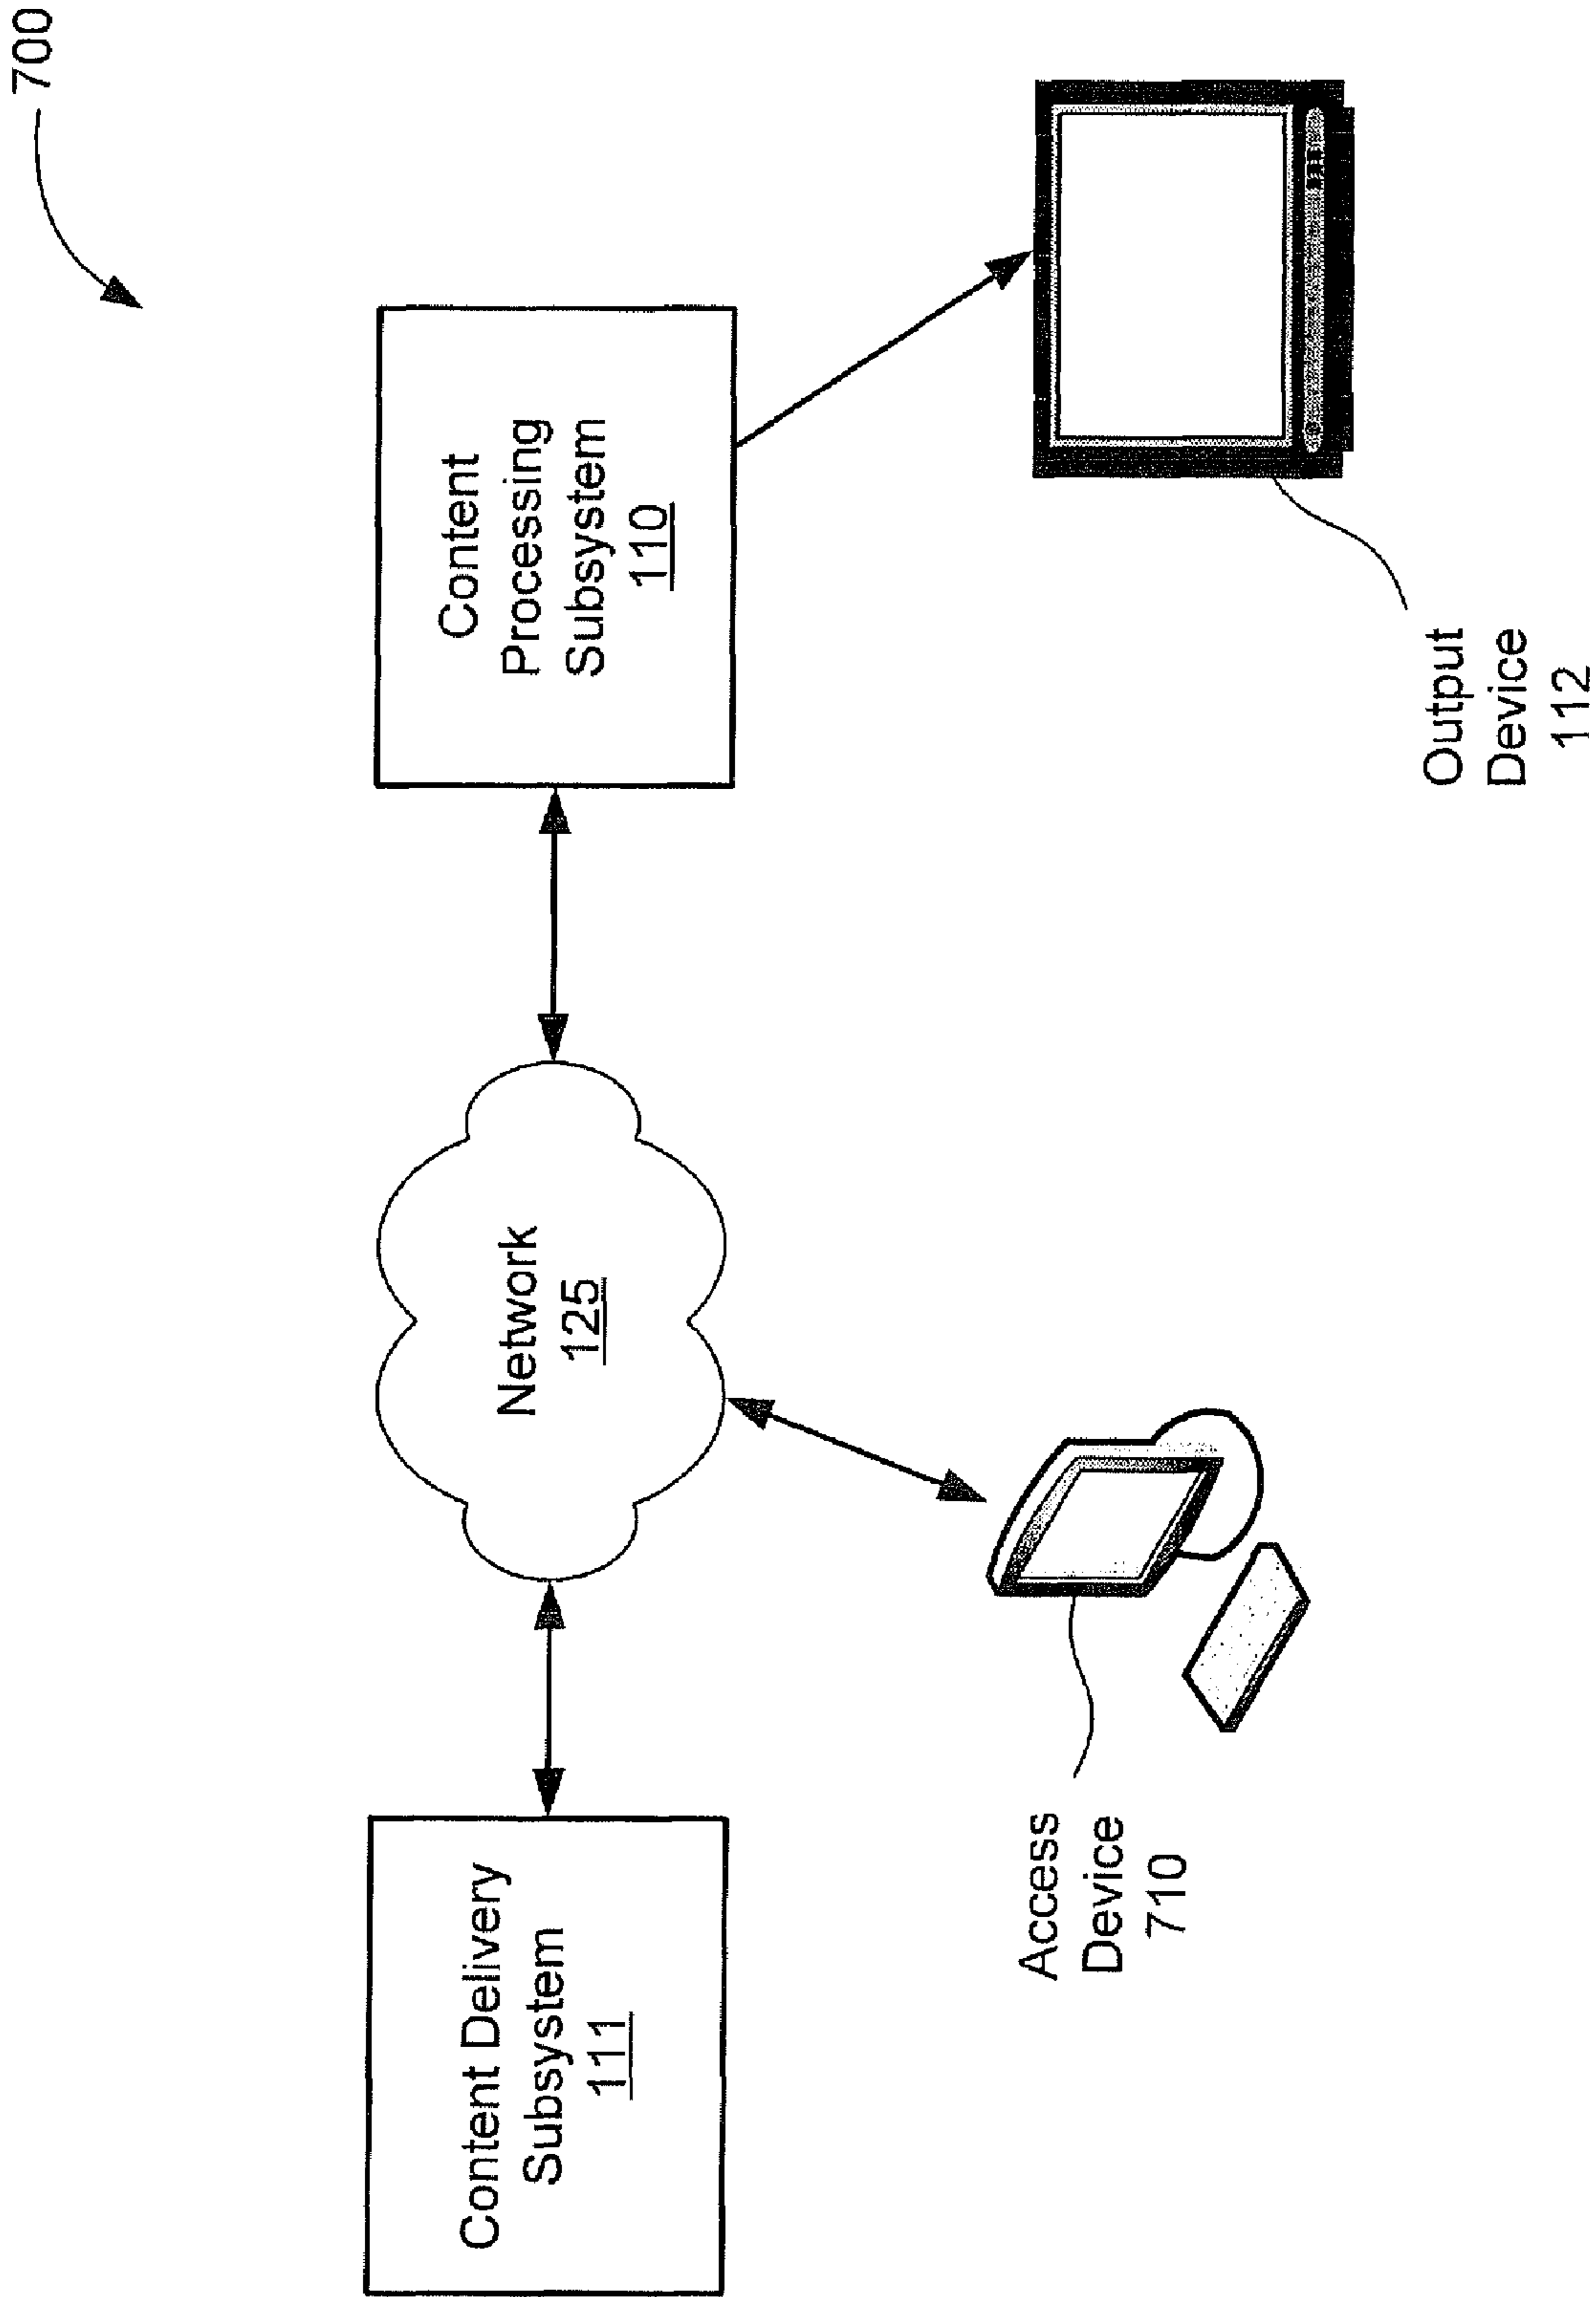 700
Content Delivery
Subsystem
111
Network
125
Content
Processing
Subsystem
110
Access
Device
710
Output
Device
112